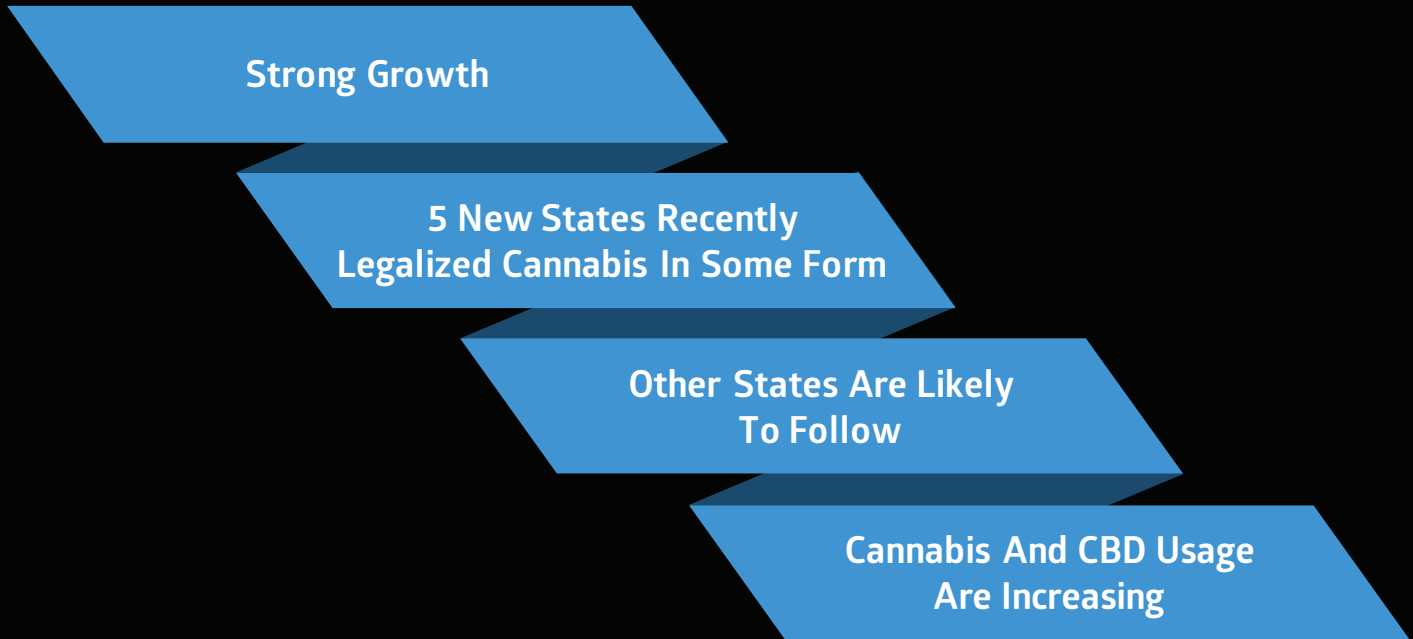 Strong Growth
5 New States Recently
Legalized Cannabis In Some Form
Other States Are Likely
To Follow
Cannabis And CBD Usage
Are Increasing